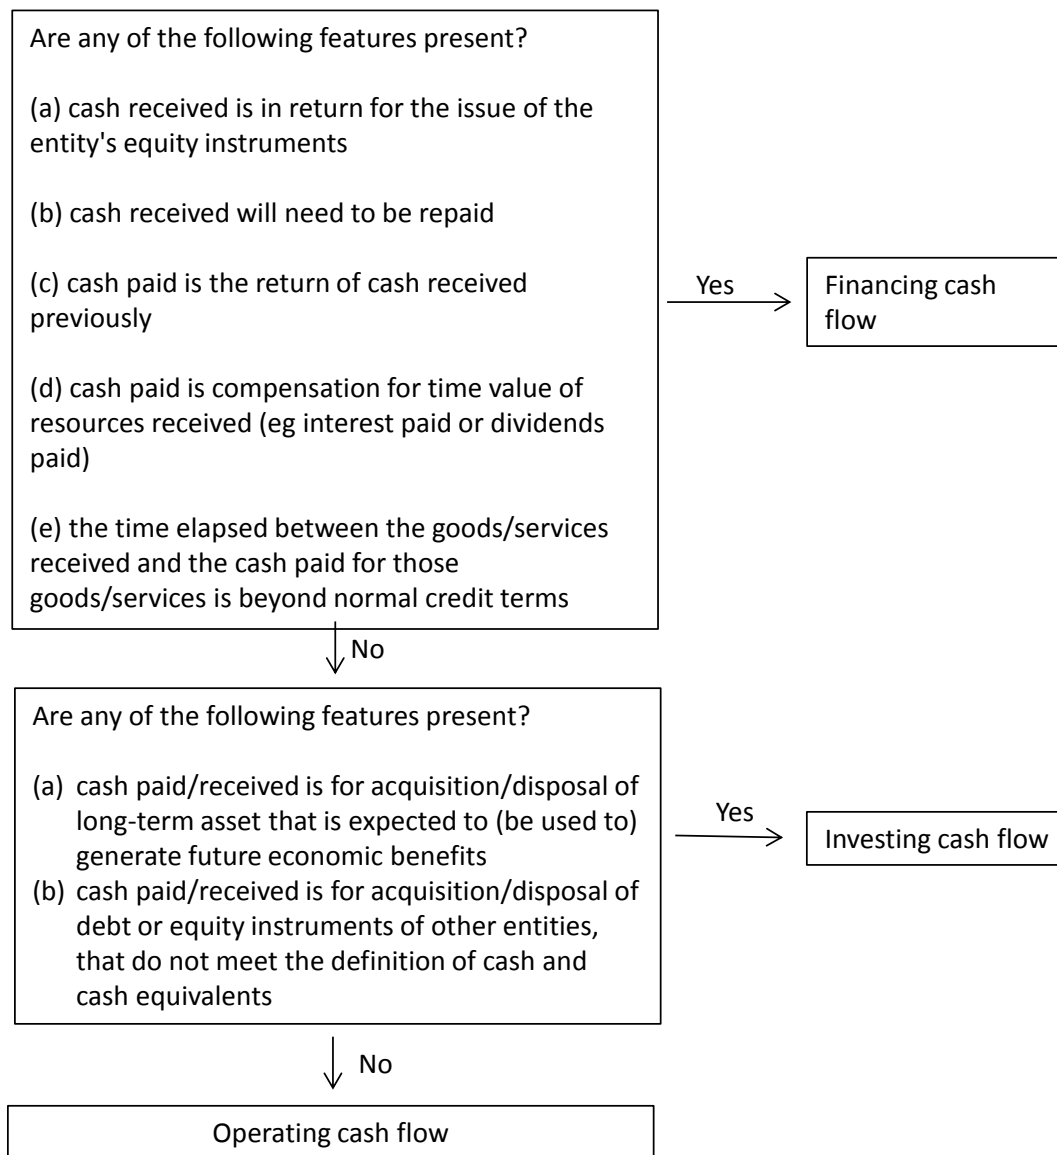 Are any of the following features present?
(a) cash received is in return for the issue of the
entity's equity instruments
(b) cash received will need to be repaid
(c) cash paid is the return of cash received
previously
(d) cash paid is compensation for time value of
resources received (eg interest paid or dividends
paid)
(e) the time elapsed between the goods/services
received and the cash paid for those
goods/services is beyond normal credit terms
Yes
Financing cash
flow
No
Are any of the following features present?
(a) cash paid/received is for acquisition/disposal of
long-term asset that is expected to (be used to)
generate future economic benefits
(b) cash paid/received is for acquisition/disposal of
debt or equity instruments of other entities,
that do not meet the definition of cash and
cash equivalents
Yes
Investing cash flow
No
Operating cash flow